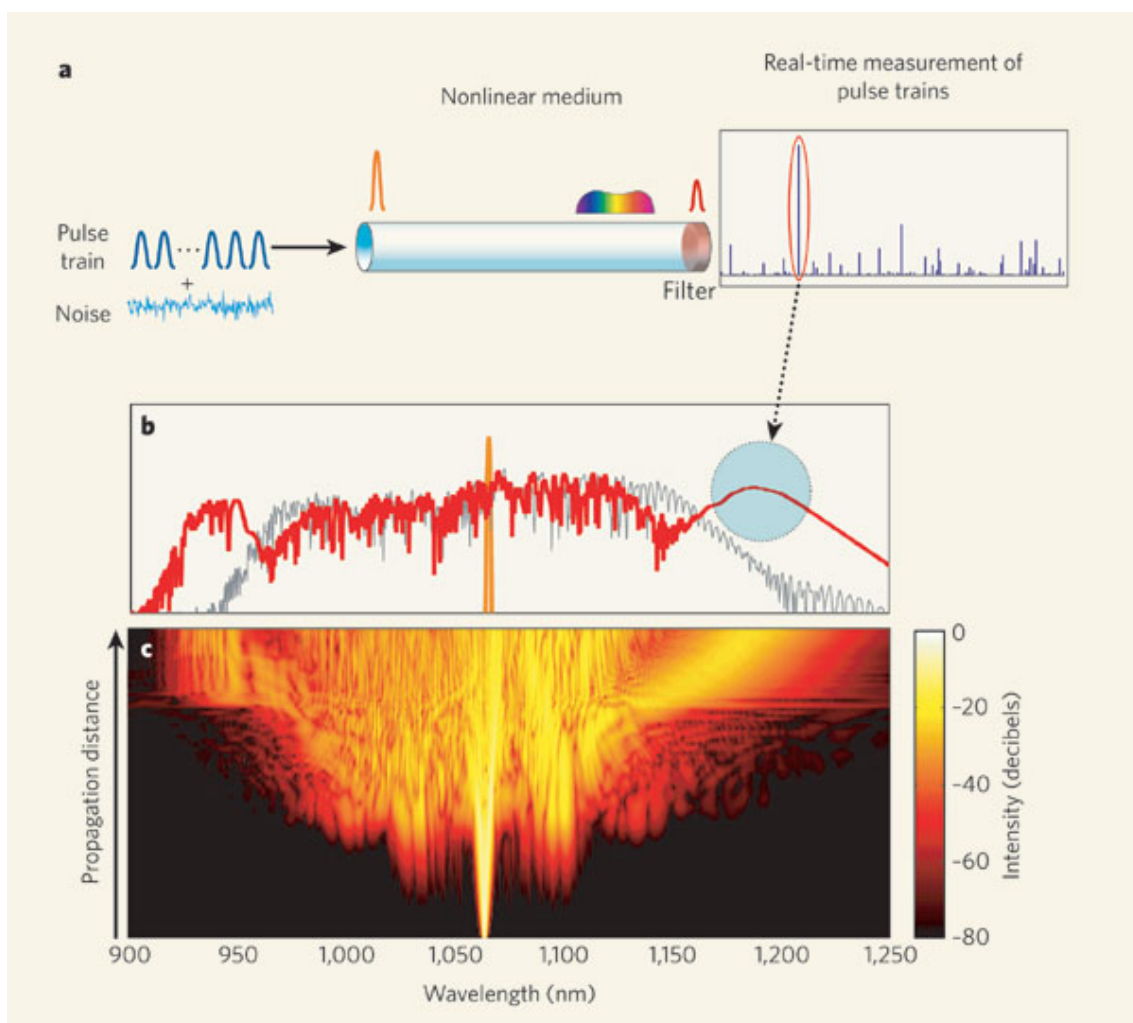 a
Real-time measurement of
pulse trains
Nonlinear medium
Pulse
train
+
Noise
Filter
b
c
Propagation distance
0
–20
–40
–60
–80
Intensity (decibels)
900 950 1,000 1,050 1,100 1,150 1,200 1,250
Wavelength (nm)